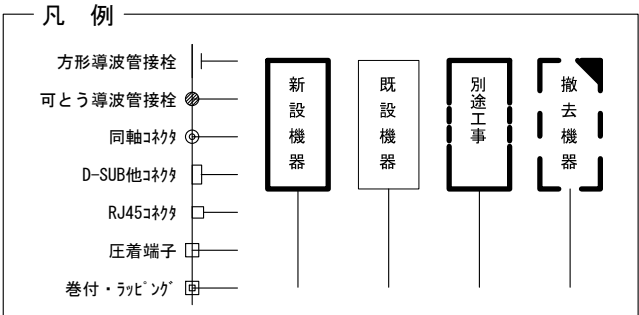 凡 例
方形導波管接栓
可とう導波管接栓
同軸ｺﾈｸﾀ
D-SUB他ｺﾈｸﾀ
RJ45ｺﾈｸﾀ
圧着端子
巻付・ﾗｯﾋﾟﾝｸﾞ
新設機器
既設機器
別途工事
撤去機器